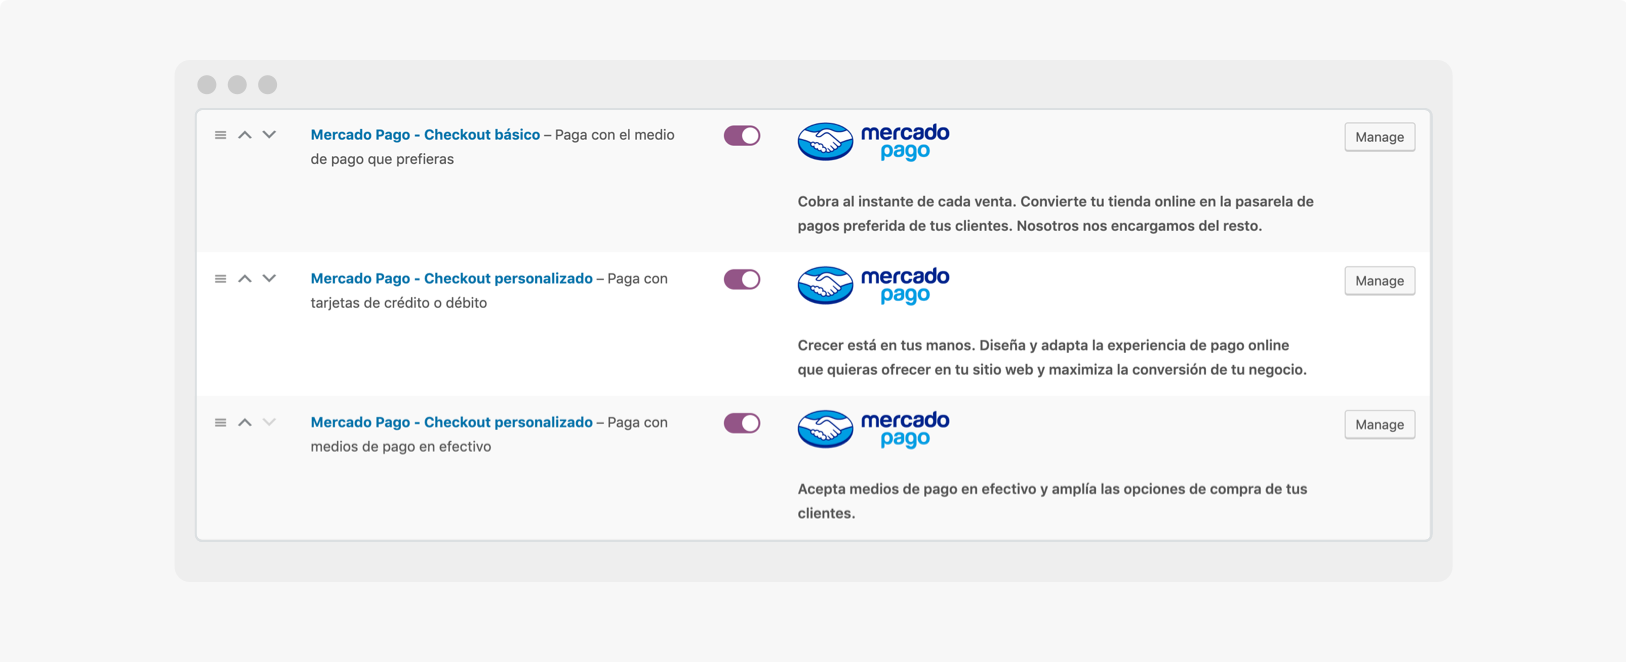 Mercado Pago - Checkout básico – Paga con el medio
de pago que prefieras
mercado
pago
Manage
Cobra al instante de cada venta. Convierte tu tienda online en la pasarela de
pagos preferida de tus clientes. Nosotros nos encargamos del resto.
Mercado Pago - Checkout personalizado – Paga con
tarjetas de crédito o débito
mercado
pago
Manage
Crecer está en tus manos. Diseña y adapta la experiencia de pago online
que quieras ofrecer en tu sitio web y maximiza la conversión de tu negocio.
Mercado Pago - Checkout personalizado – Paga con
medios de pago en efectivo
mercado
pago
Manage
Acepta medios de pago en efectivo y amplía las opciones de compra de tus
clientes.